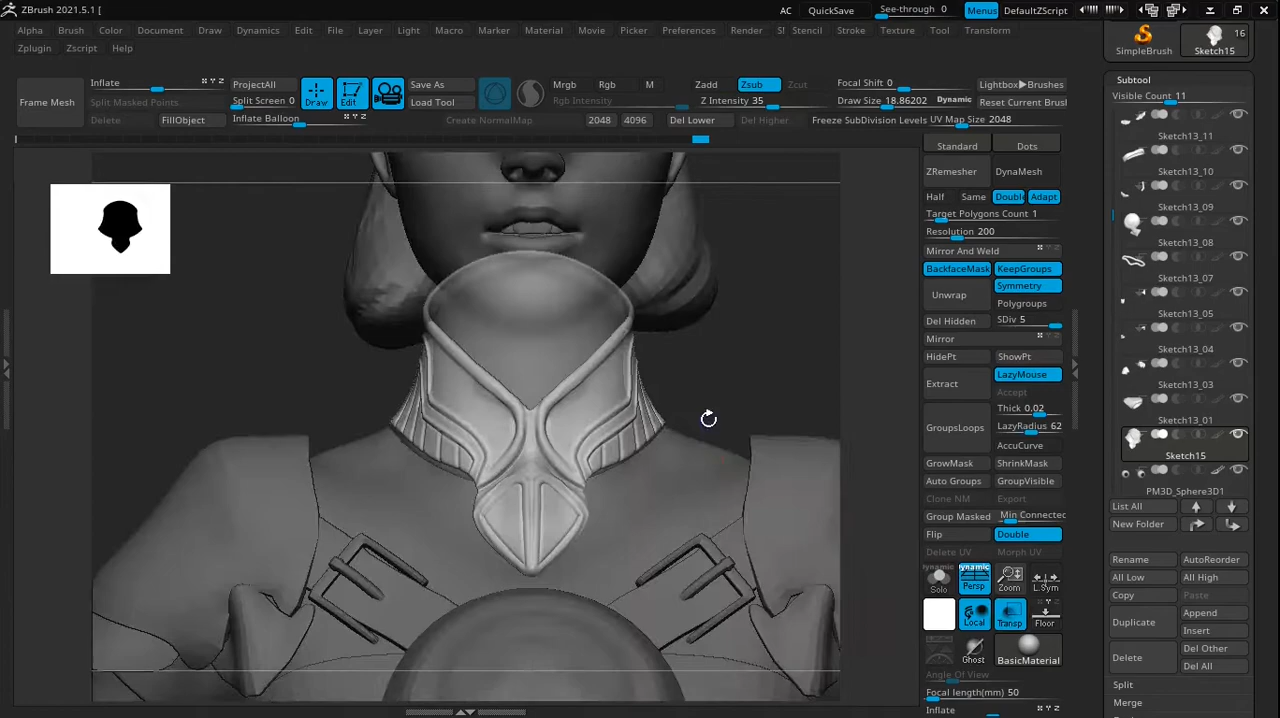 ZBrush 2021.5.1 [
AC QuickSave See-through 0 Menus DefaultZScript
Alpha Brush Color Document Draw Dynamics Edit File Layer Light Macro Marker Material Movie Picker Preferences Render Stencil Stroke Texture Tool Transform
Zplugin Zscript Help
Frame Mesh
Inflate
Split Masked Points
Delete FillObject
ProjectAll
Split Screen 0
Inflate Balloon
Draw Edit
Save As
Load Tool
Create NormalMap
Mrgb Rgb M
Rgb Intensity
2048 4096
Zadd Zsub Zcut
Z Intensity 35
Del Lower Del Higher
Focal Shift 0
Draw Size 18.86202 Dynamic
Freeze SubDivision Levels
Lightbox▶Brushes
Reset Current Brus
UV Map Size 2048
SimpleBrush Sketch15
16
Standard Dots
ZRemesher DynaMesh
Half Same Doubl Adapt
Target Polygons Count 1
Resolution 200
Mirror And Weld
BackfaceMask KeepGroups
Unwrap Symmetry
Polygroups
Del Hidden SDiv 5
Mirror
HidePt ShowPt
Extract LazyMouse
Accept
Thick 0.02
GroupsLoops LazyRadius 62
AccuCurve
GrowMask ShrinkMask
Auto Groups GroupVisible
Clone NM Export
Group Masked Min Connected
Flip Double
Delete UV Morph UV
Dynamic
Solo
Dynamic
Persp Zoom L.Sym
Local Transp Floor
Ghost BasicMaterial
Angle Of View
Focal length(mm) 50
Inflate
Subtool
Visible Count 11
Sketch13_11
Sketch13_10
Sketch13_09
Sketch13_08
Sketch13_07
Sketch13_05
Sketch13_04
Sketch13_03
Sketch13_01
Sketch15
PM3D_Sphere3D1
List All
New Folder
Rename AutoReorder
All Low All High
Copy Paste
Duplicate Append
Insert
Delete Del Other
Del All
Split
Merge